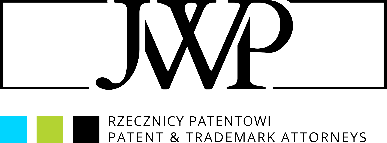 JWP
RZECZNICY PATENTOWI
PATENT & TRADEMARK ATTORNEYS